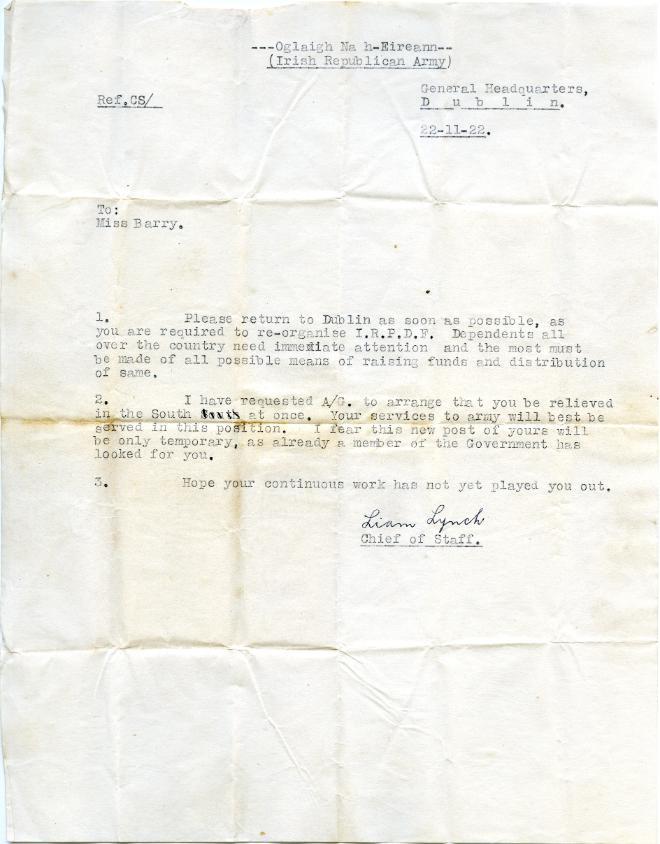 ---Oglaigh Na h-Eireann--
(Irish Republican Army)
General Headquarters,
Ref.CS/
D u b l i n.
22-11-22.
To:
Miss Barry.
1. Please return to Dublin as soon as possible, as
you are required to re-organise I.R.P.D.F. Dependents all
over the country need immediate attention and the most must
be made of all possible means of raising funds and distribution
of same.
2. I have requested A/G. to arrange that you be relieved
in the South at once. Your services to army will best be
served in this position. I fear this new post of yours will
be only temporary, as already a member of the Government has
looked for you.
3. Hope your continuous work has not yet played you out.
Liam Lynch
Chief of Staff.